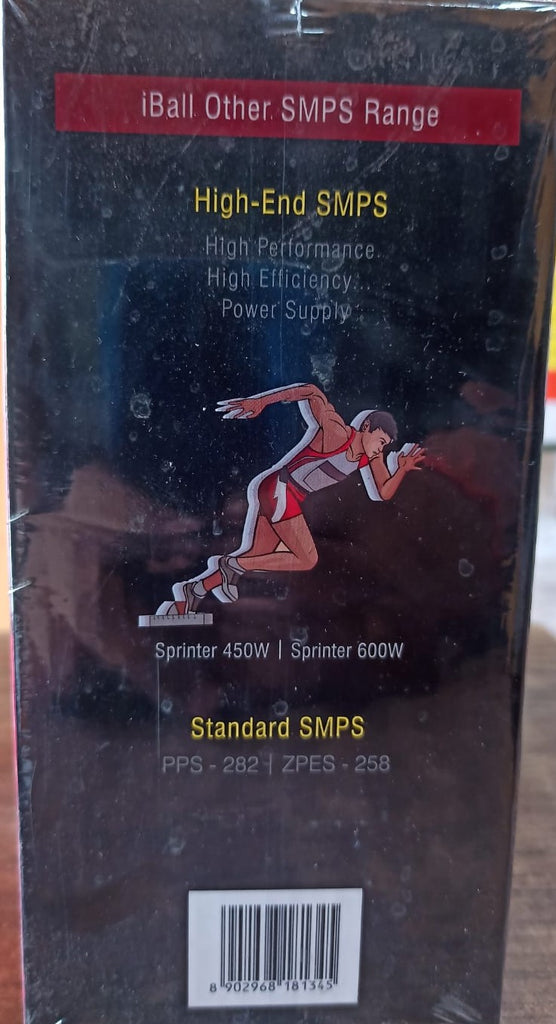 iBall Other SMPS Range
High-End SMPS
High Performance
High Efficiency...
Power Supply
Sprinter 450W | Sprinter 600W
Standard SMPS
PPS - 282 | ZPES - 258
8 902968 181345